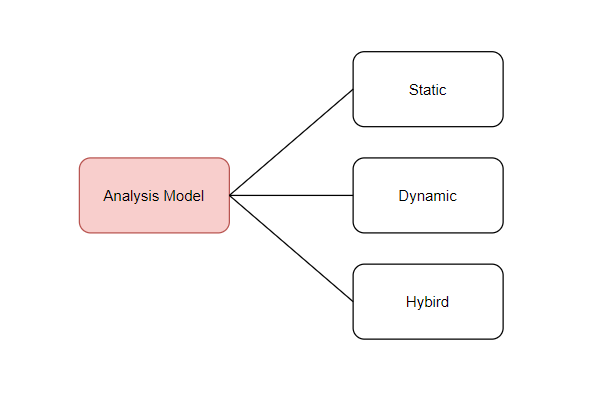 Static
Analysis Model
Dynamic
Hybird